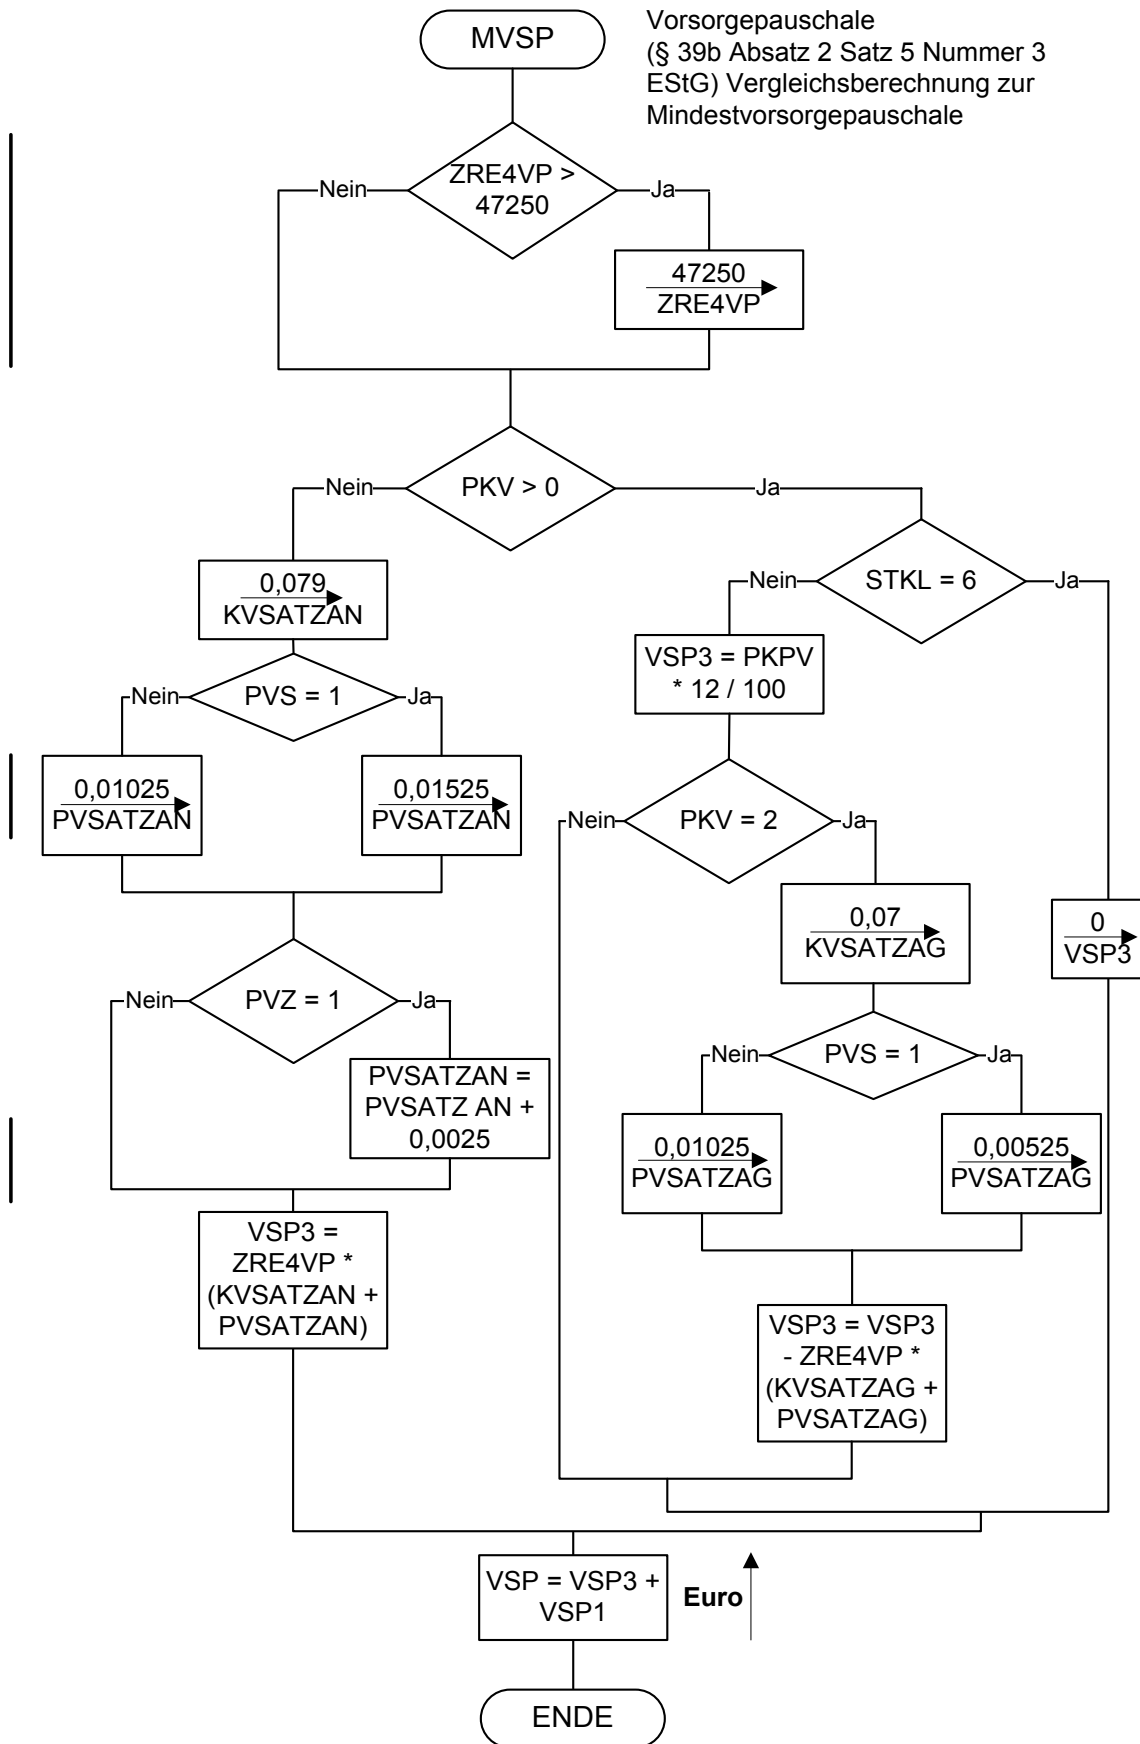 MVSP
Vorsorgepauschale
(§ 39b Absatz 2 Satz 5 Nummer 3
EStG) Vergleichsberechnung zur
Mindestvorsorgepauschale
ZRE4VP >
47250
Nein
Ja
47250
ZRE4VP
PKV > 0
Nein
Ja
0,079
KVSATZAN
PVS = 1
Nein
Ja
0,01025
PVSATZAN
0,01525
PVSATZAN
PVZ = 1
Nein
Ja
PVSATZAN =
PVSATZ AN +
0,0025
VSP3 =
ZRE4VP *
(KVSATZAN +
PVSATZAN)
STKL = 6
Nein
Ja
VSP3 = PKPV
* 12 / 100
PKV = 2
Nein
Ja
0,07
KVSATZAG
0
VSP3
PVS = 1
Nein
Ja
0,01025
PVSATZAG
0,00525
PVSATZAG
VSP3 = VSP3
- ZRE4VP *
(KVSATZAG +
PVSATZAG)
VSP = VSP3 +
VSP1
Euro
ENDE